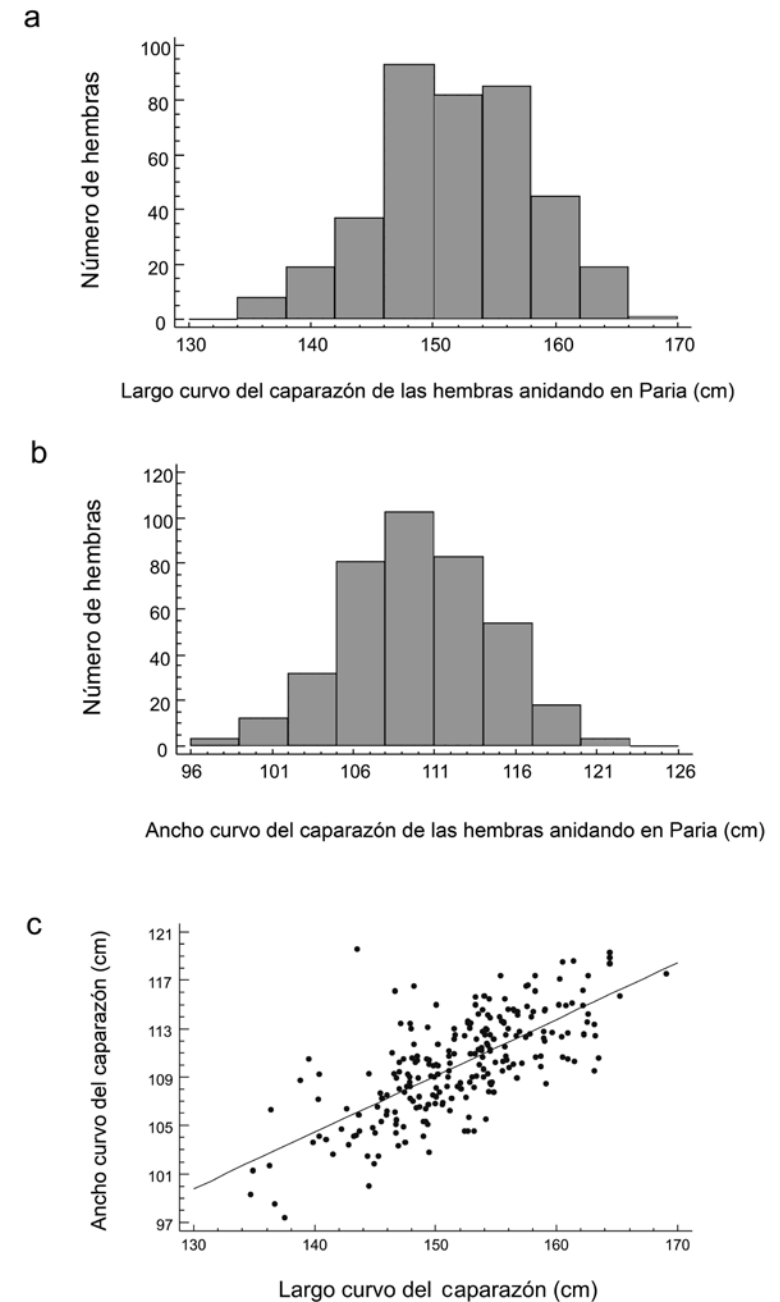 a
100
80
60
40
20
0
Número de hembras
130 140 150 160 170
Largo curvo del caparazón de las hembras anidando en Paria (cm)
b
120
100
80
60
40
20
0
Número de hembras
96 101 106 111 116 121 126
Ancho curvo del caparazón de las hembras anidando en Paria (cm)
c
121
117
113
109
105
101
97
Ancho curvo del caparazón (cm)
130 140 150 160 170
Largo curvo del caparazón (cm)